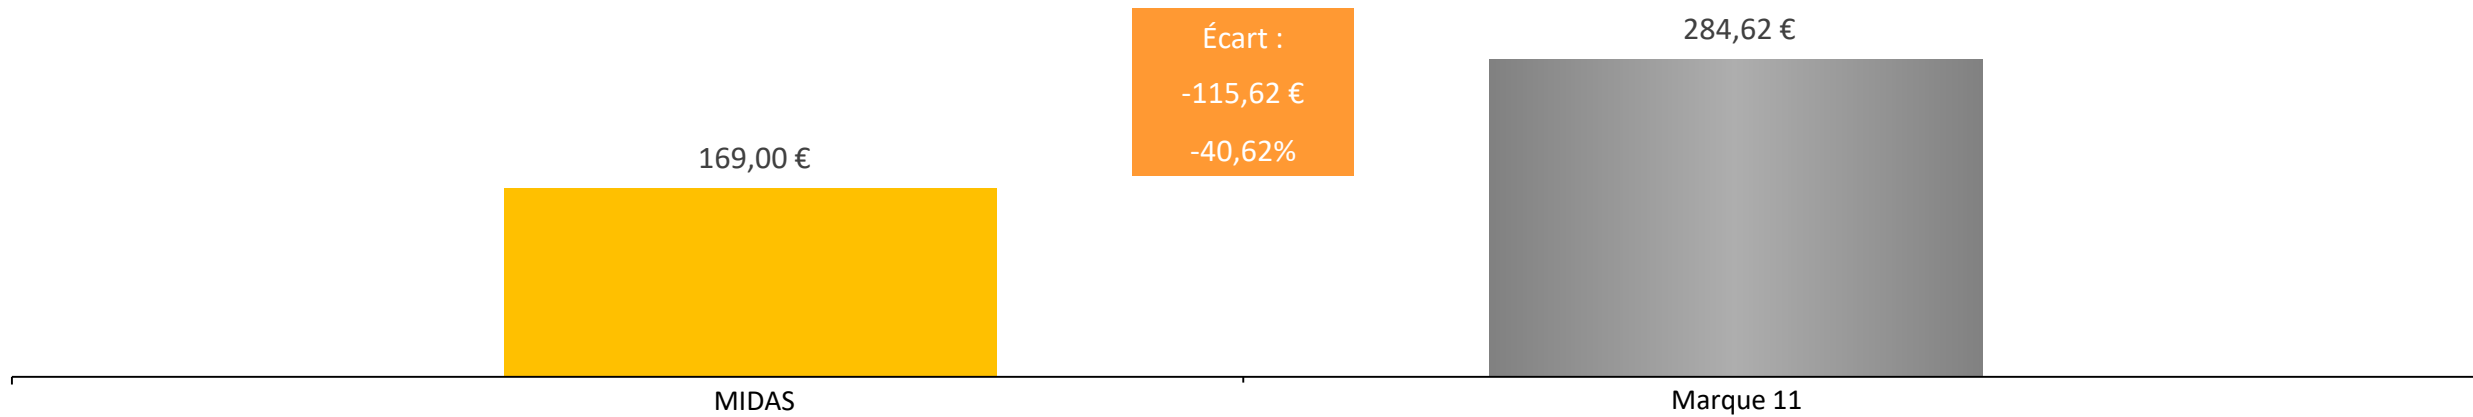 Écart :
-115,62 €
-40,62%
284,62 €
169,00 €
MIDAS
Marque 11